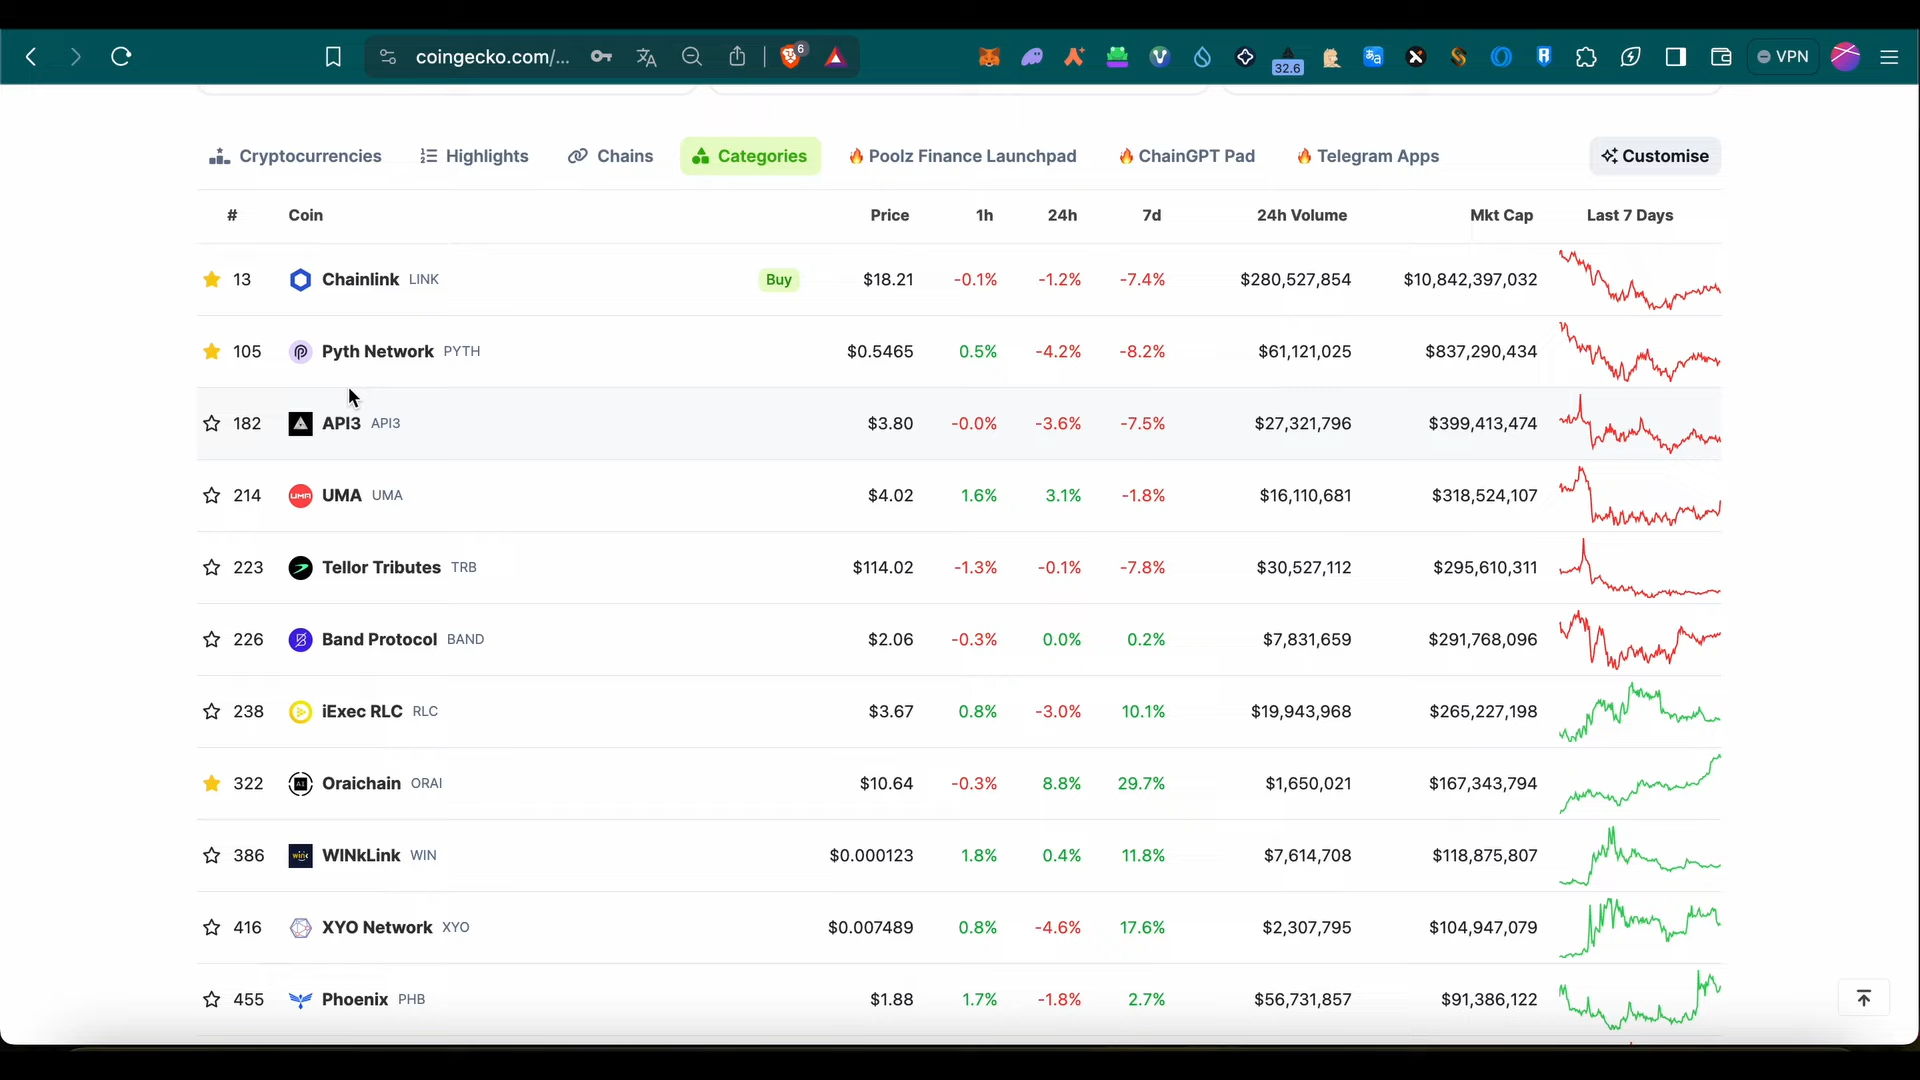 coingecko.com/...
6
32.6
VPN
Cryptocurrencies Highlights Chains Categories Poolz Finance Launchpad ChainGPT Pad Telegram Apps Customise
# Coin Price 1h 24h 7d 24h Volume Mkt Cap Last 7 Days
13 Chainlink LINK Buy $18.21 -0.1% -1.2% -7.4% $280,527,854 $10,842,397,032
105 Pyth Network PYTH $0.5465 0.5% -4.2% -8.2% $61,121,025 $837,290,434
182 API3 API3 $3.80 -0.0% -3.6% -7.5% $27,321,796 $399,413,474
214 UMA UMA $4.02 1.6% 3.1% -1.8% $16,110,681 $318,524,107
223 Tellor Tributes TRB $114.02 -1.3% -0.1% -7.8% $30,527,112 $295,610,311
226 Band Protocol BAND $2.06 -0.3% 0.0% 0.2% $7,831,659 $291,768,096
238 iExec RLC RLC $3.67 0.8% -3.0% 10.1% $19,943,968 $265,227,198
322 Oraichain ORAI $10.64 -0.3% 8.8% 29.7% $1,650,021 $167,343,794
386 WINkLink WIN $0.000123 1.8% 0.4% 11.8% $7,614,708 $118,875,807
416 XYO Network XYO $0.007489 0.8% -4.6% 17.6% $2,307,795 $104,947,079
455 Phoenix PHB $1.88 1.7% -1.8% 2.7% $56,731,857 $91,386,122